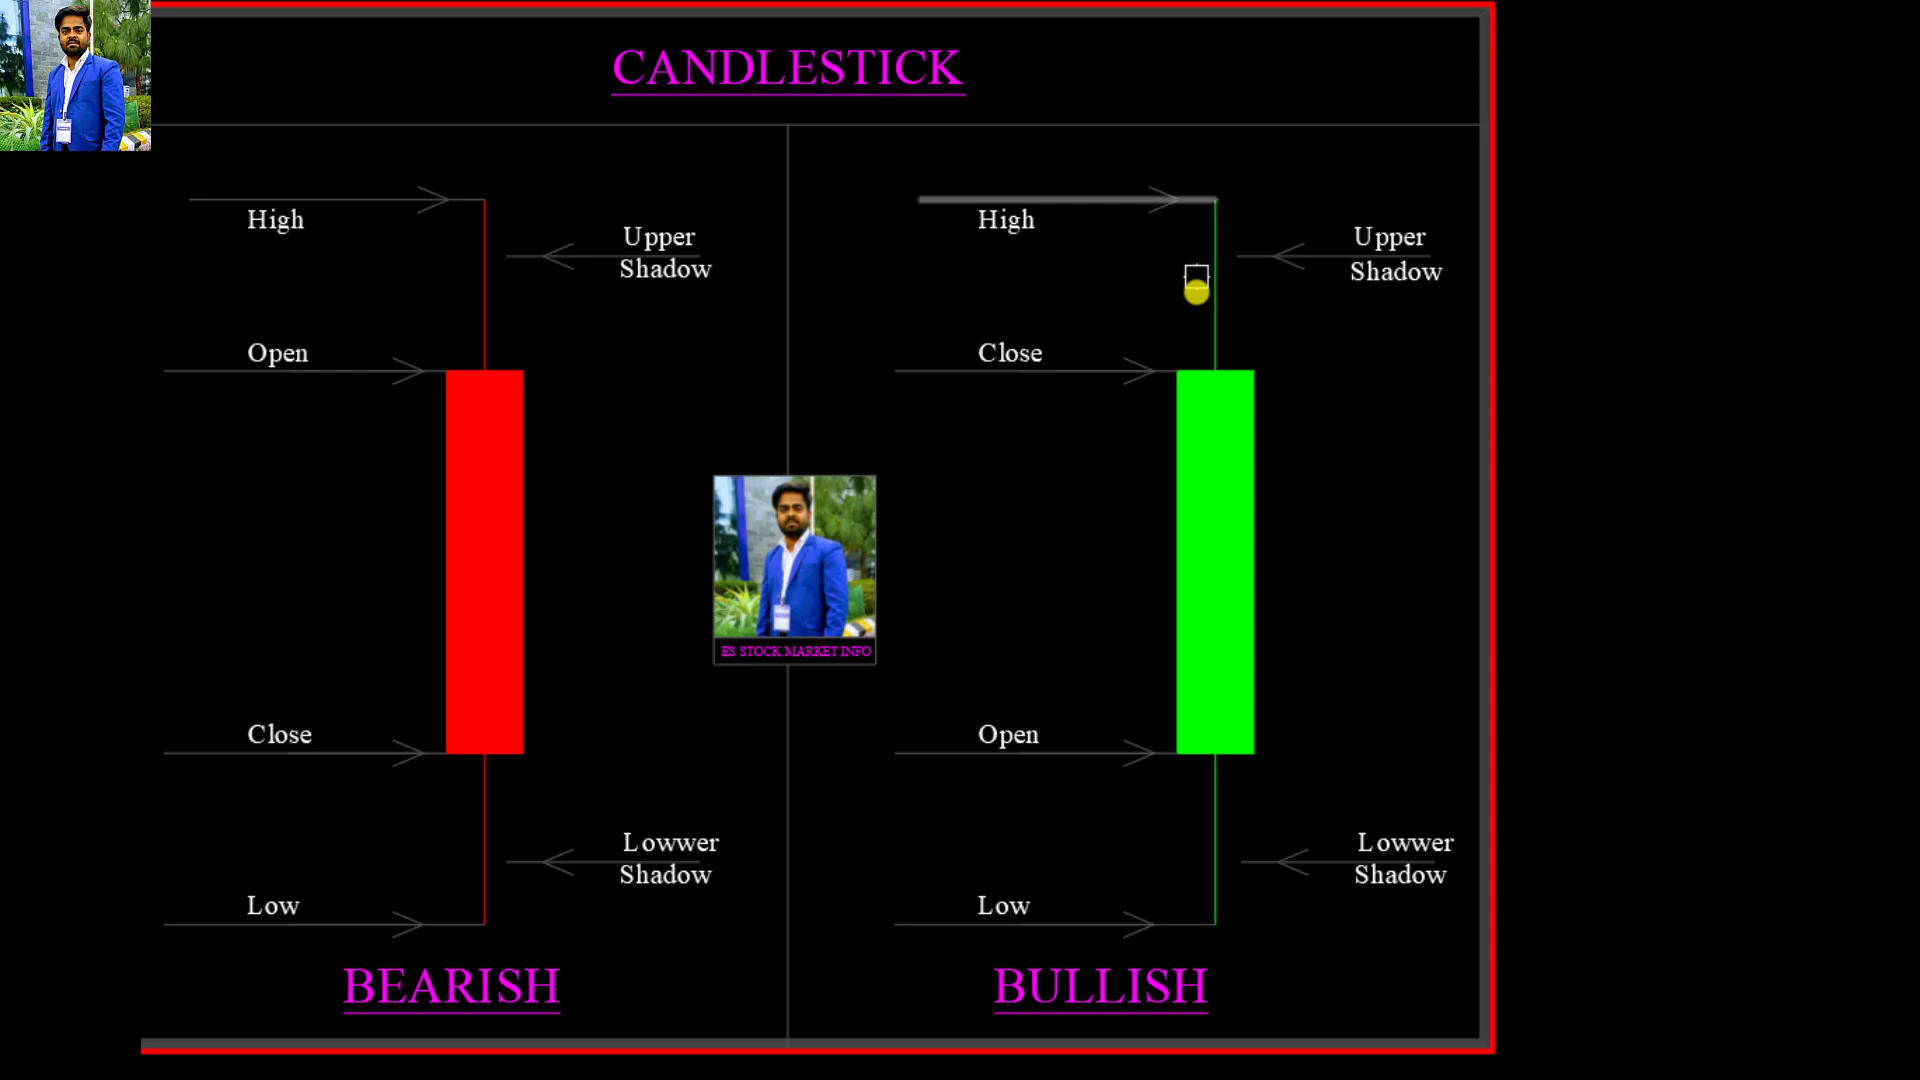 CANDLESTICK
High
Upper
Shadow
Open
Close
Lowwer
Shadow
Low
BEARISH
ES STOCK MARKET INFO
High
Upper
Shadow
Close
Open
Lowwer
Shadow
Low
BULLISH